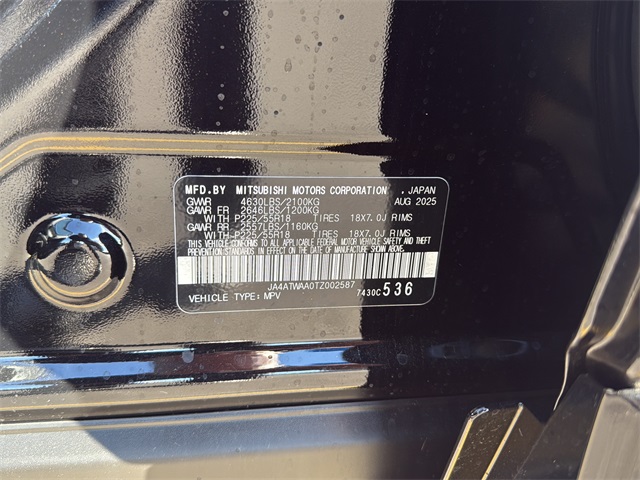 MFD.BY MITSUBISHI MOTORS CORPORATION , JAPAN
GVWR 4630LBS/2100KG AUG 2025
GAWR FR 2646LBS/1200KG
WITH P225/55R18 TIRES 18X7.0J RIMS
GAWR RR 2557LBS/1160KG
WITH P225/55R18 TIRES 18X7.0J RIMS
THIS VEHICLE CONFORMS TO ALL APPLICABLE FEDERAL MOTOR VEHICLE SAFETY AND THEFT
PREVENTION STANDARDS IN EFFECT ON THE DATE OF MANUFACTURE SHOWN ABOVE.
JA4ATWAA0TZ002587
VEHICLE TYPE: MPV 7430C 536